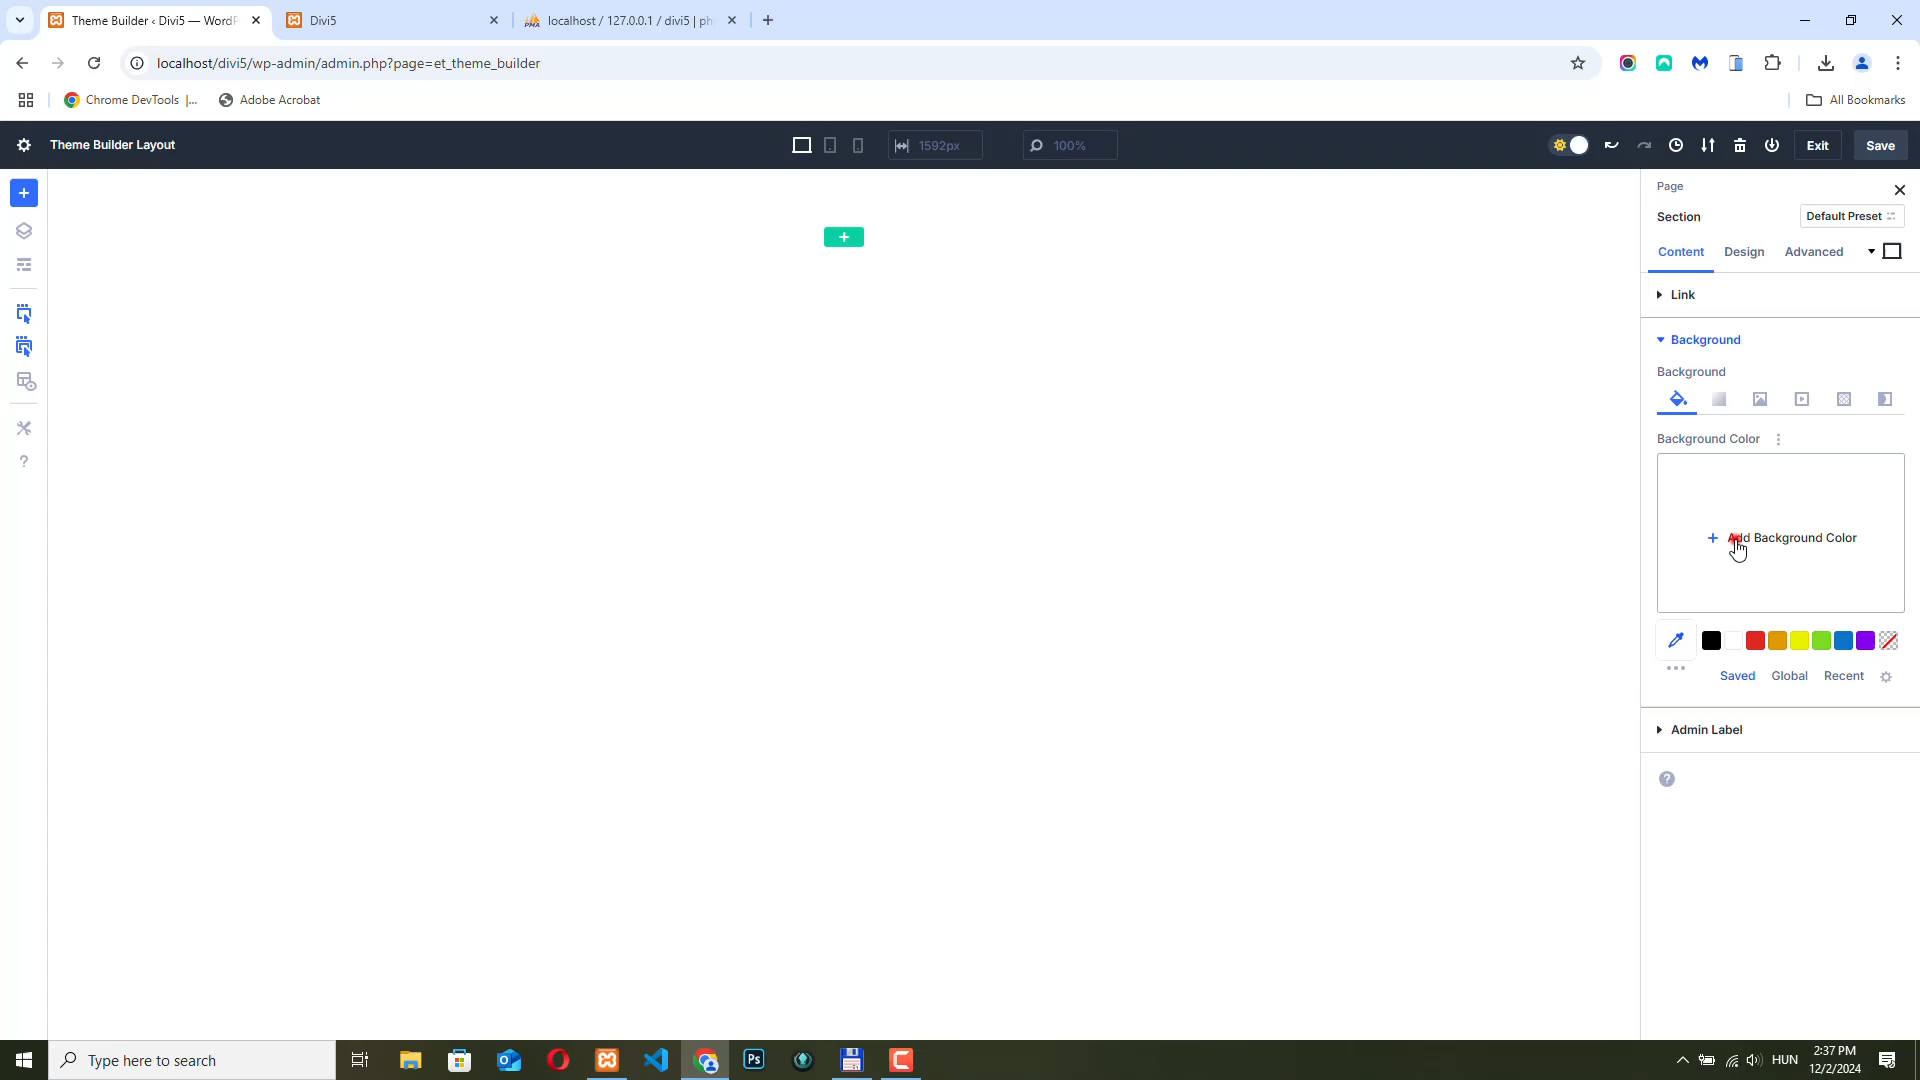 Theme Builder ‹ Divi5 — WordP
Divi5
localhost / 127.0.0.1 / divi5 | ph
localhost/divi5/wp-admin/admin.php?page=et_theme_builder
Chrome DevTools |...
Adobe Acrobat
All Bookmarks
Theme Builder Layout
1592px
100%
Exit
Save
Page
Section
Default Preset
Content
Design
Advanced
Link
Background
Background
Background Color
Add Background Color
Saved
Global
Recent
Admin Label
Type here to search
HUN
2:37 PM
12/2/2024